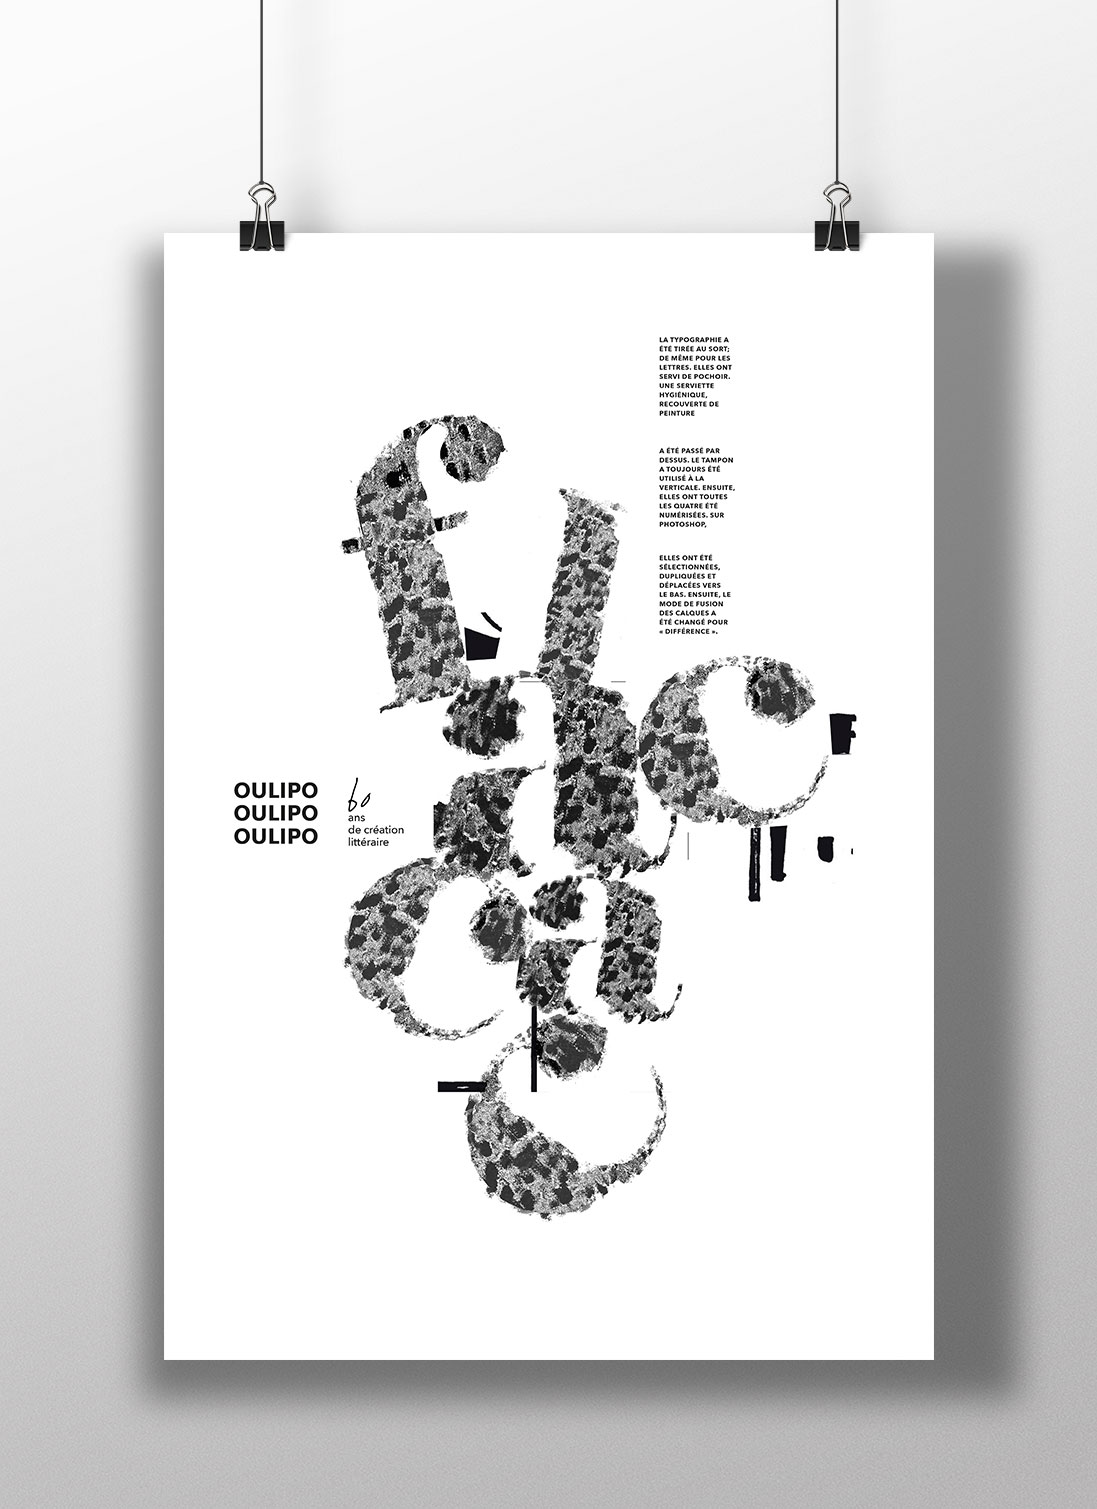 LA TYPOGRAPHIE A
ÉTÉ TIRÉE AU SORT;
DE MÊME POUR LES
LETTRES. ELLES ONT
SERVI DE POCHOIR.
UNE SERVIETTE
HYGIÉNIQUE,
RECOUVERTE DE
PEINTURE
A ÉTÉ PASSÉ PAR
DESSUS. LE TAMPON
A TOUJOURS ÉTÉ
UTILISÉ À LA
VERTICALE. ENSUITE,
ELLES ONT TOUTES
LES QUATRE ÉTÉ
NUMÉRISÉES. SUR
PHOTOSHOP,
ELLES ONT ÉTÉ
SÉLECTIONNÉES,
DUPLIQUÉES ET
DÉPLACÉES VERS
LE BAS. ENSUITE, LE
MODE DE FUSION
DES CALQUES A
ÉTÉ CHANGÉ POUR
« DIFFÉRENCE ».
OULIPO
OULIPO
OULIPO
60
ans
de création
littéraire